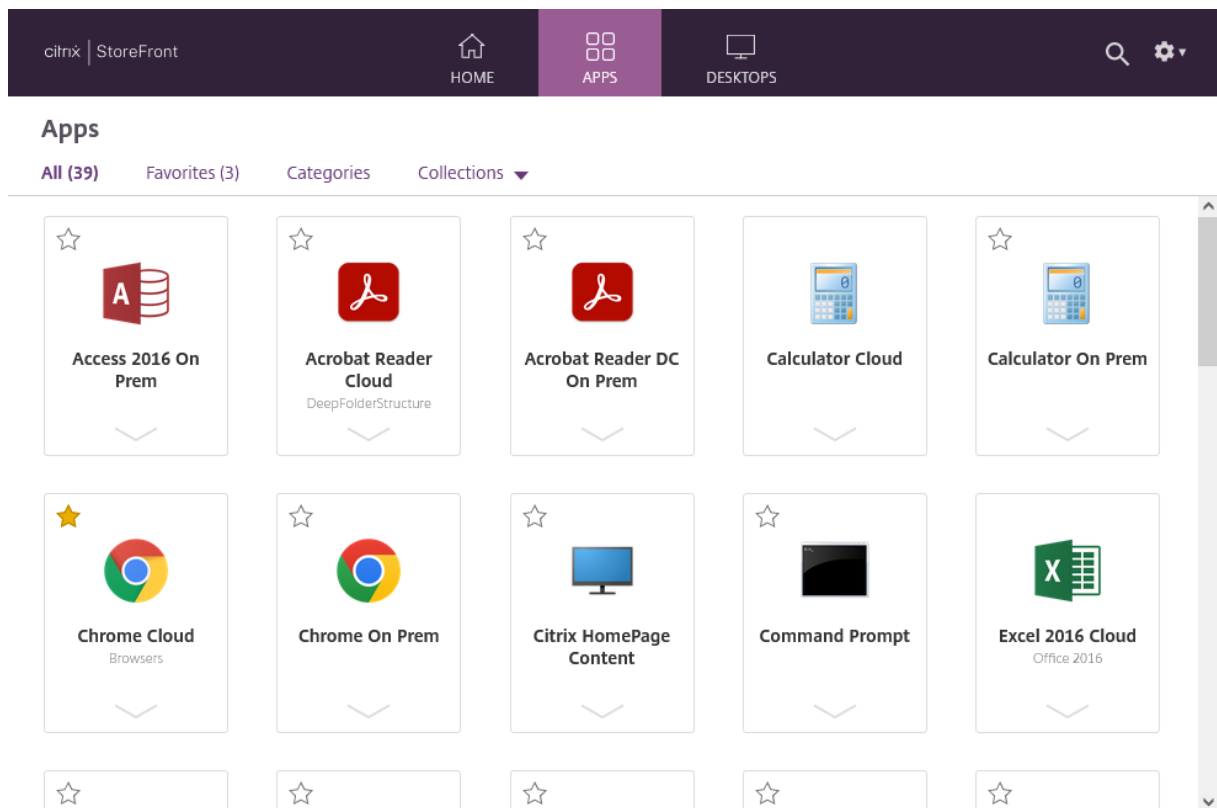 citrix | StoreFront
HOME
APPS
DESKTOPS
Apps
All (39)
Favorites (3)
Categories
Collections
Access 2016 On
Prem
Acrobat Reader
Cloud
DeepFolderStructure
Acrobat Reader DC
On Prem
Calculator Cloud
Calculator On Prem
Chrome Cloud
Browsers
Chrome On Prem
Citrix HomePage
Content
Command Prompt
Excel 2016 Cloud
Office 2016